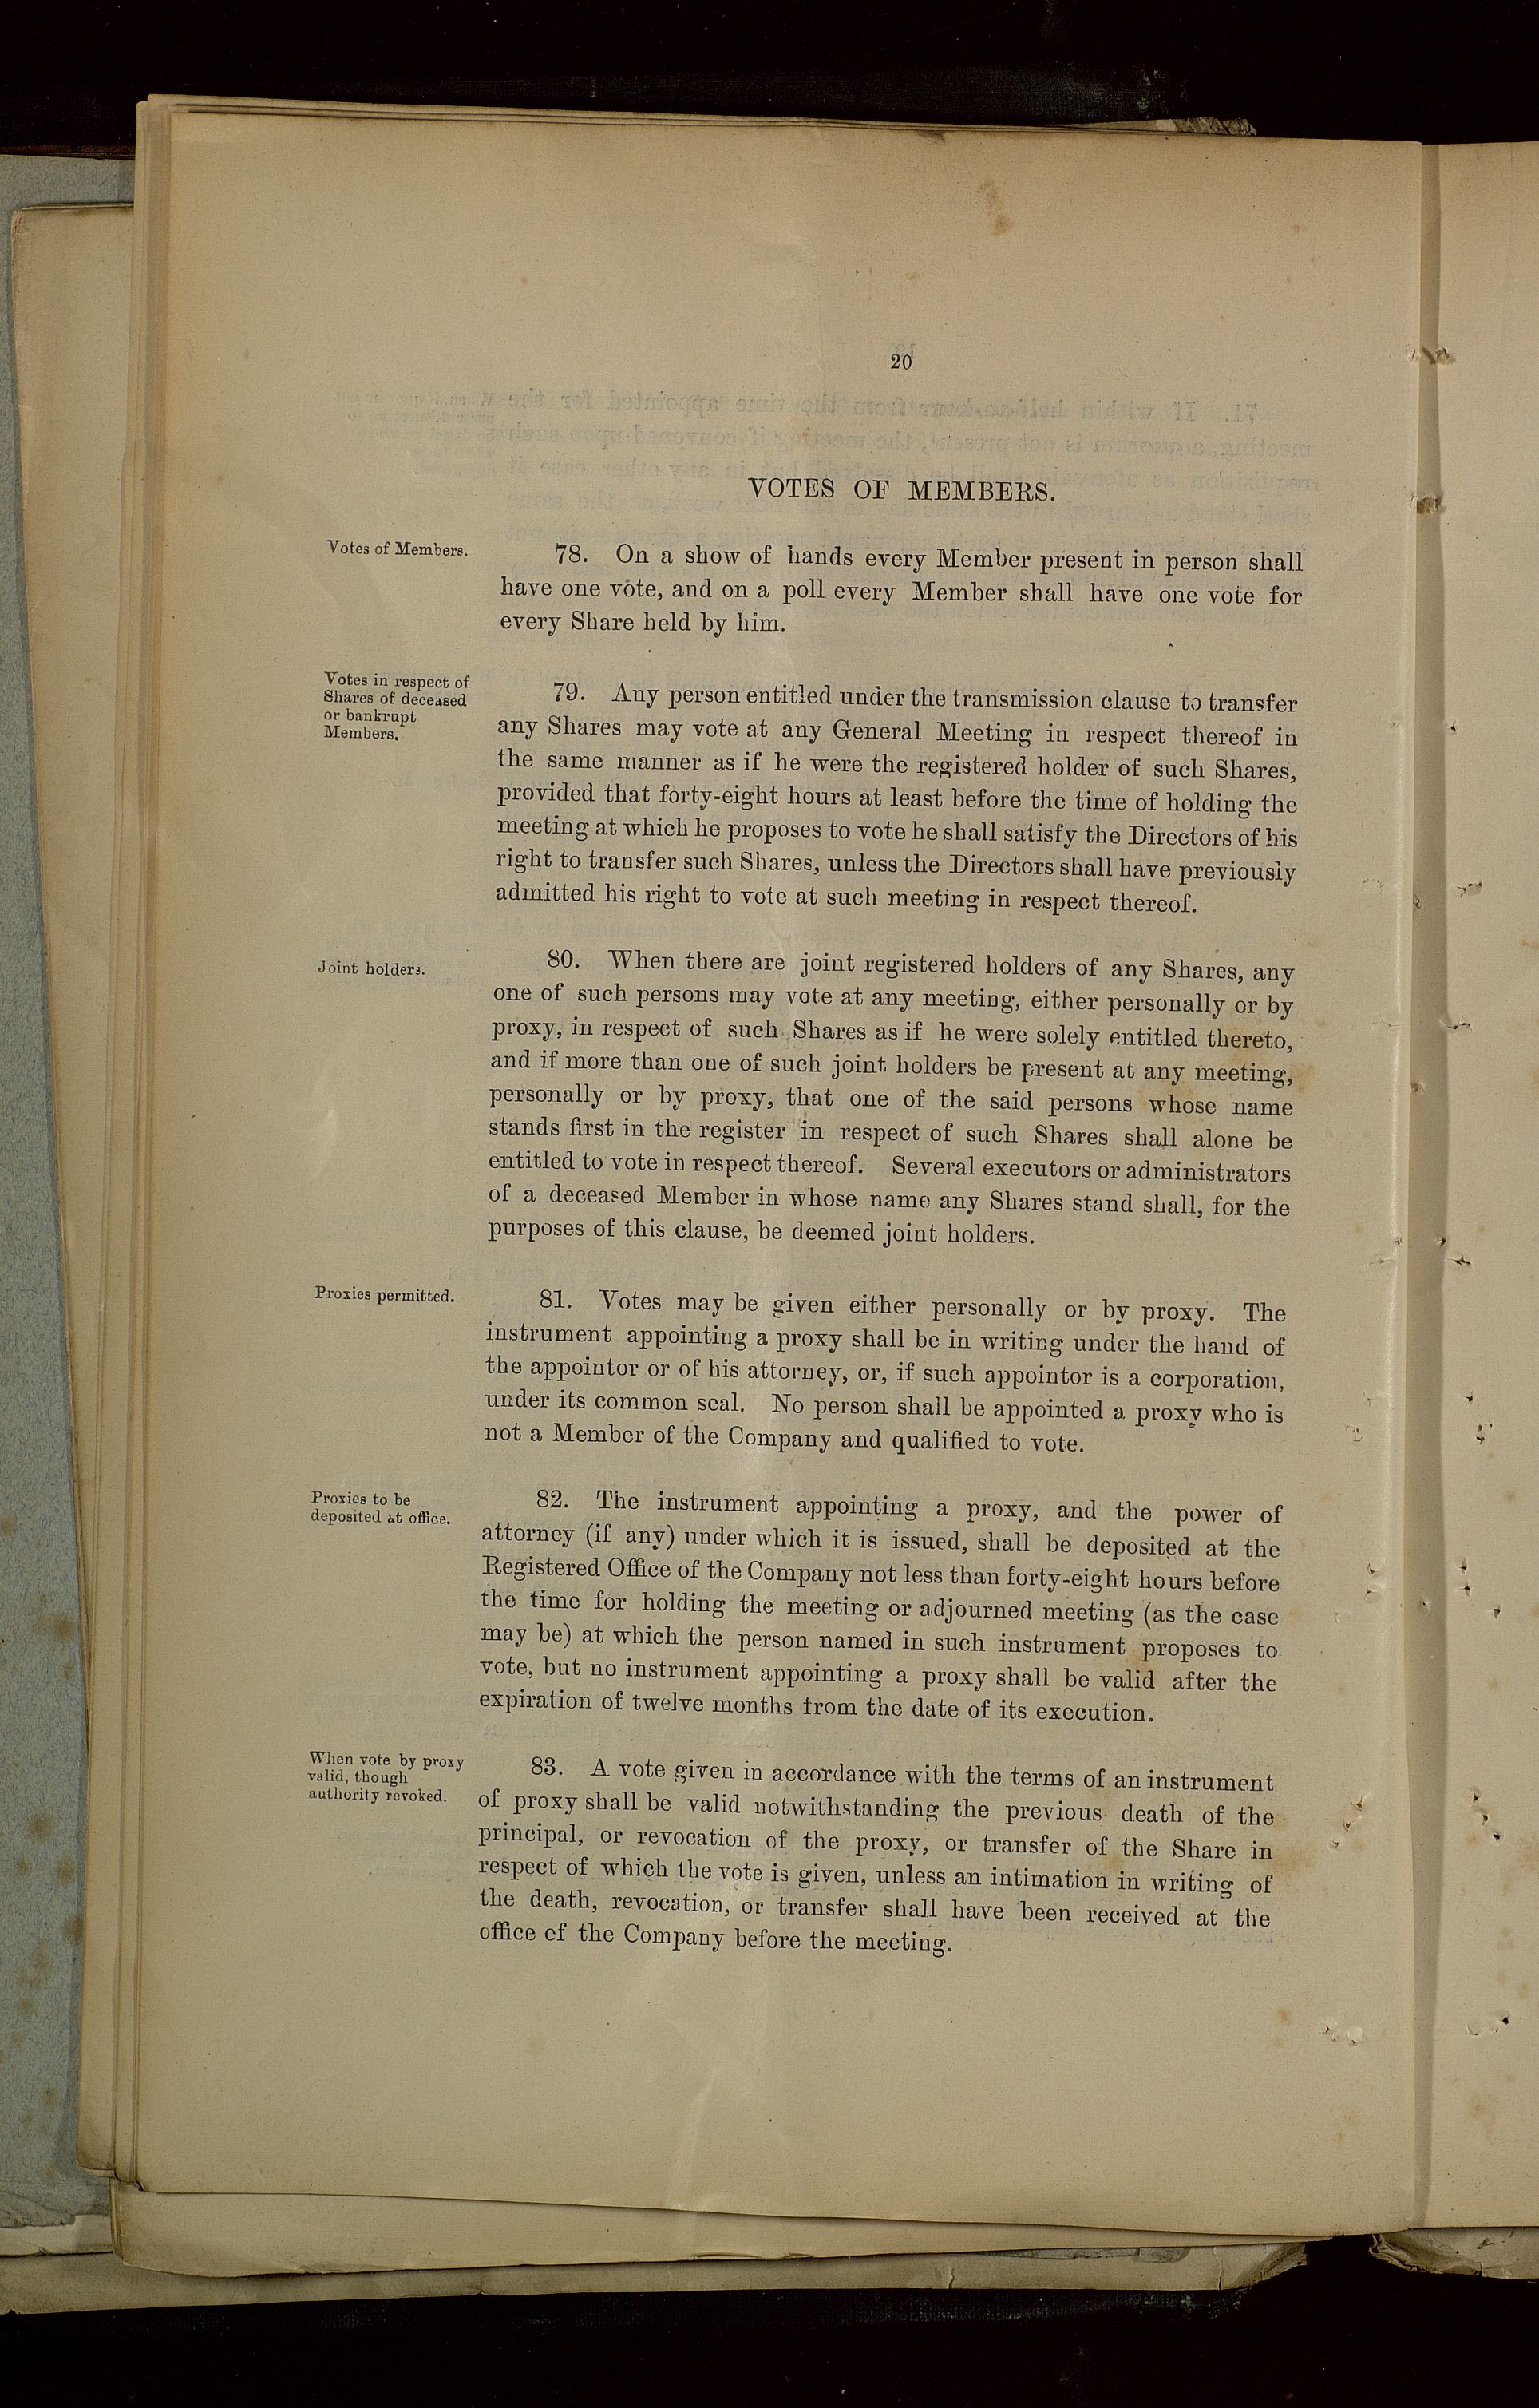 20
VOTES OF MEMBERS.
Votes of Members.
78. On a show of hands every Member present in person shall
have one vote, and on a poll every Member shall have one vote for
every Share held by him.
Votes in respect of
Shares of deceased
or bankrupt
Members.
79. Any person entitled under the transmission clause to transfer
any Shares may vote at any General Meeting in respect thereof in
the same manner as if he were the registered holder of such Shares,
provided that forty-eight hours at least before the time of holding the
meeting at which he proposes to vote he shall satisfy the Directors of his
right to transfer such Shares, unless the Directors shall have previously
admitted his right to vote at such meeting in respect thereof.
Joint holders.
80. When there are joint registered holders of any Shares, any
one of such persons may vote at any meeting, either personally or by
proxy, in respect of such Shares as if he were solely entitled thereto,
and if more than one of such joint holders be present at any meeting,
personally or by proxy, that one of the said persons whose name
stands first in the register in respect of such Shares shall alone be
entitled to vote in respect thereof. Several executors or administrators
of a deceased Member in whose name any Shares stand shall, for the
purposes of this clause, be deemed joint holders.
Proxies permitted.
81. Votes may be given either personally or by proxy. The
instrument appointing a proxy shall be in writing under the hand of
the appointor or of his attorney, or, if such appointor is a corporation,
under its common seal. No person shall be appointed a proxy who is
not a Member of the Company and qualified to vote.
Proxies to be
deposited at office.
82. The instrument appointing a proxy, and the power of
attorney (if any) under which it is issued, shall be deposited at the
Registered Office of the Company not less than forty-eight hours before
the time for holding the meeting or adjourned meeting (as the case
may be) at which the person named in such instrument proposes to
vote, but no instrument appointing a proxy shall be valid after the
expiration of twelve months from the date of its execution.
When vote by proxy
valid, though
authority revoked.
83. A vote given in accordance with the terms of an instrument
of proxy shall be valid notwithstanding the previous death of the
principal, or revocation of the proxy, or transfer of the Share in
respect of which the vote is given, unless an intimation in writing of
the death, revocation, or transfer shall have been received at the
office of the Company before the meeting.